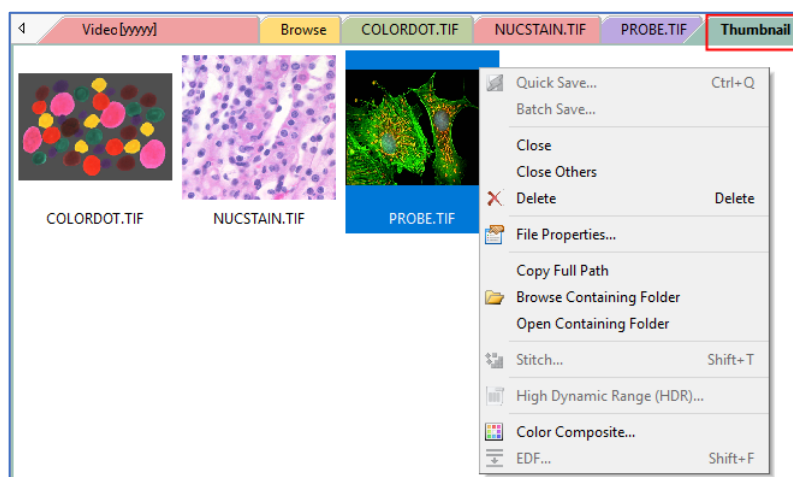 Video[yyyyy] Browse COLORDOT.TIF NUCSTAIN.TIF PROBE.TIF Thumbnail
COLORDOT.TIF NUCSTAIN.TIF PROBE.TIF
Quick Save... Ctrl+Q
Batch Save...
Close
Close Others
Delete Delete
File Properties...
Copy Full Path
Browse Containing Folder
Open Containing Folder
Stitch... Shift+T
High Dynamic Range (HDR)...
Color Composite...
EDF... Shift+F